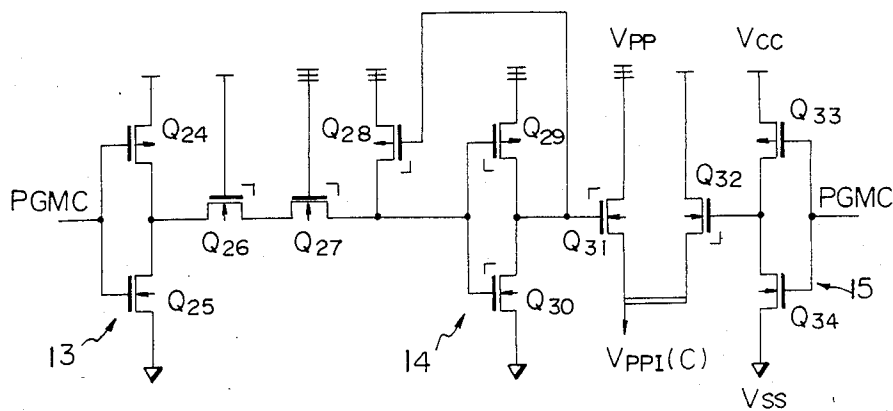 VPP
VCC
Q24
Q28
Q29
Q33
Q32
PGMC
PGMC
Q26
Q27
Q31
Q25
Q30
Q34
15
13
14
VPPI(C)
VSS